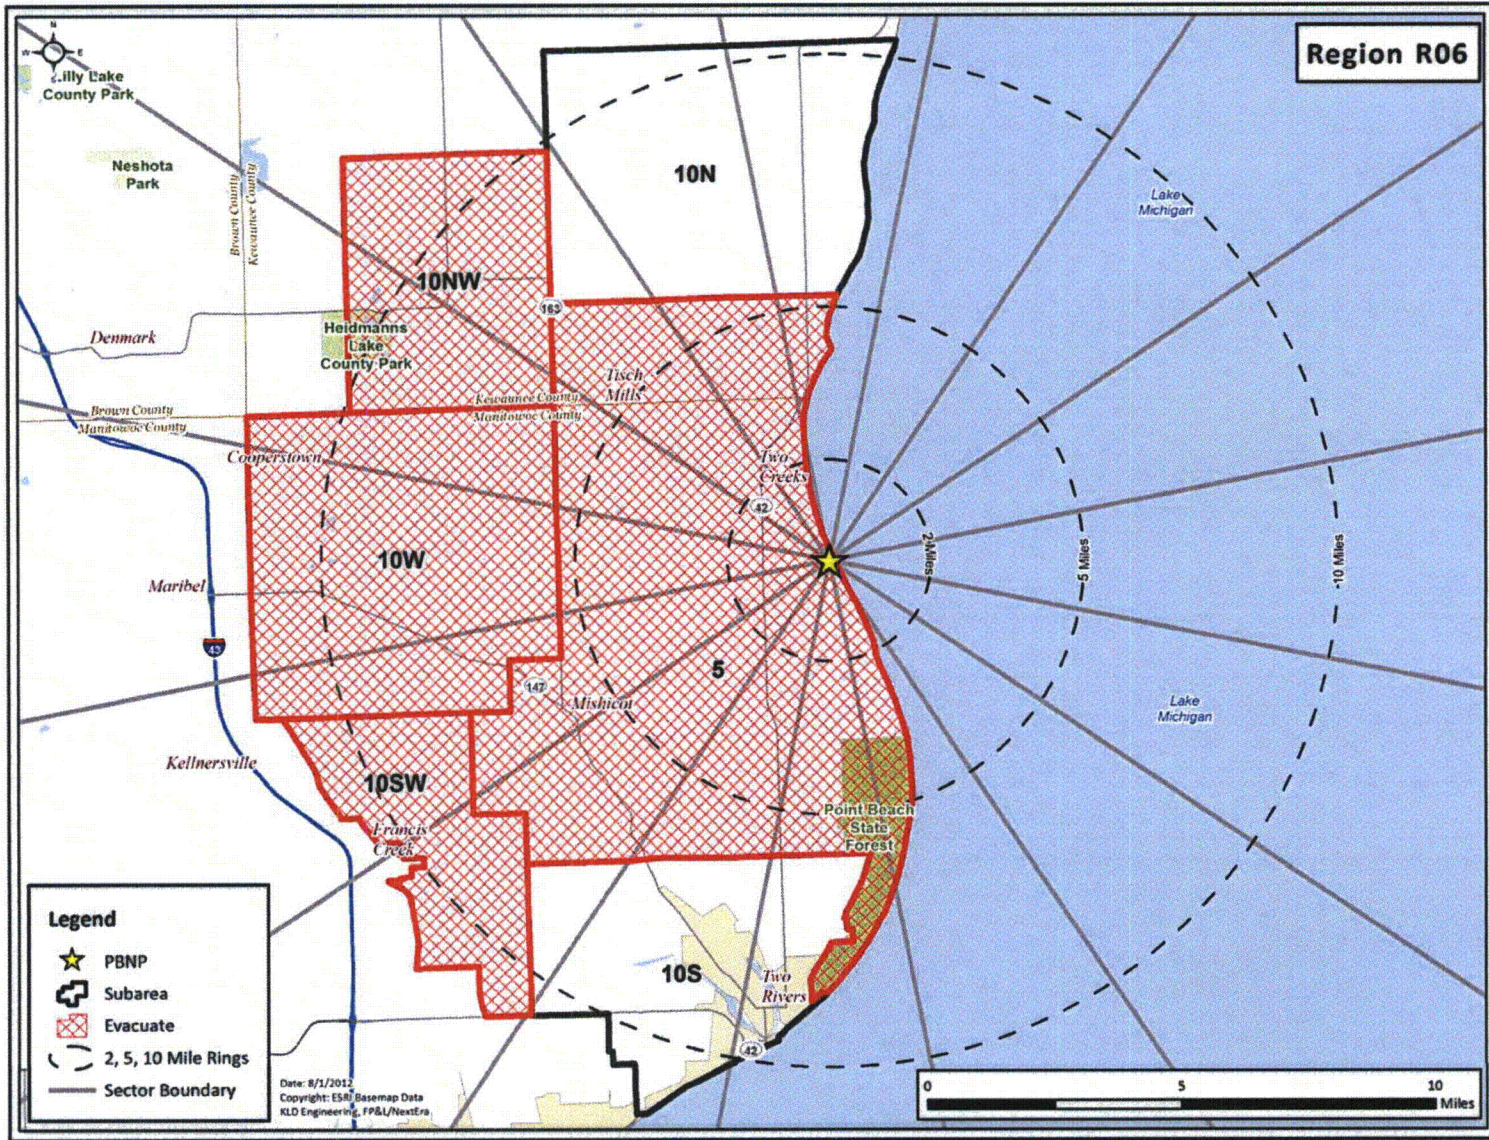 Region R06
N
W
E
.illy Lake
County Park
Neshota
Park
Brown County
Kewaunee County
10N
Lake
Michigan
10NW
163
Denmark
Heidmanns
Lake
County Park
Tisch
Mills
Kewaunee County
Manitowoc County
Brown County
Manitowoc County
Cooperstown
Two
Creeks
42
10W
2 Miles
5 Miles
10 Miles
Maribel
43
5
147
Mishicot
Lake
Michigan
Kellnersville
10SW
Point Beach
State
Forest
Francis
Creek
10S
Two
Rivers
42
Legend
PBNP
Subarea
Evacuate
2, 5, 10 Mile Rings
Sector Boundary
Date: 8/1/2012
Copyright: ESRI Basemap Data
KLD Engineering, FP&L/NextEra
0 5 10
Miles